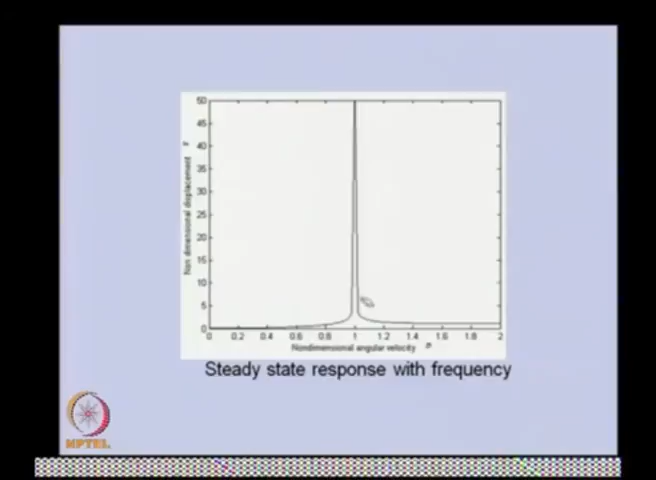 50
45
40
35
30
25
20
15
10
5
0
Non dimensional displacement
0 0.2 0.4 0.6 0.8 1 1.2 1.4 1.6 1.8 2
Nondimensional angular velocity
Steady state response with frequency
NPTEL